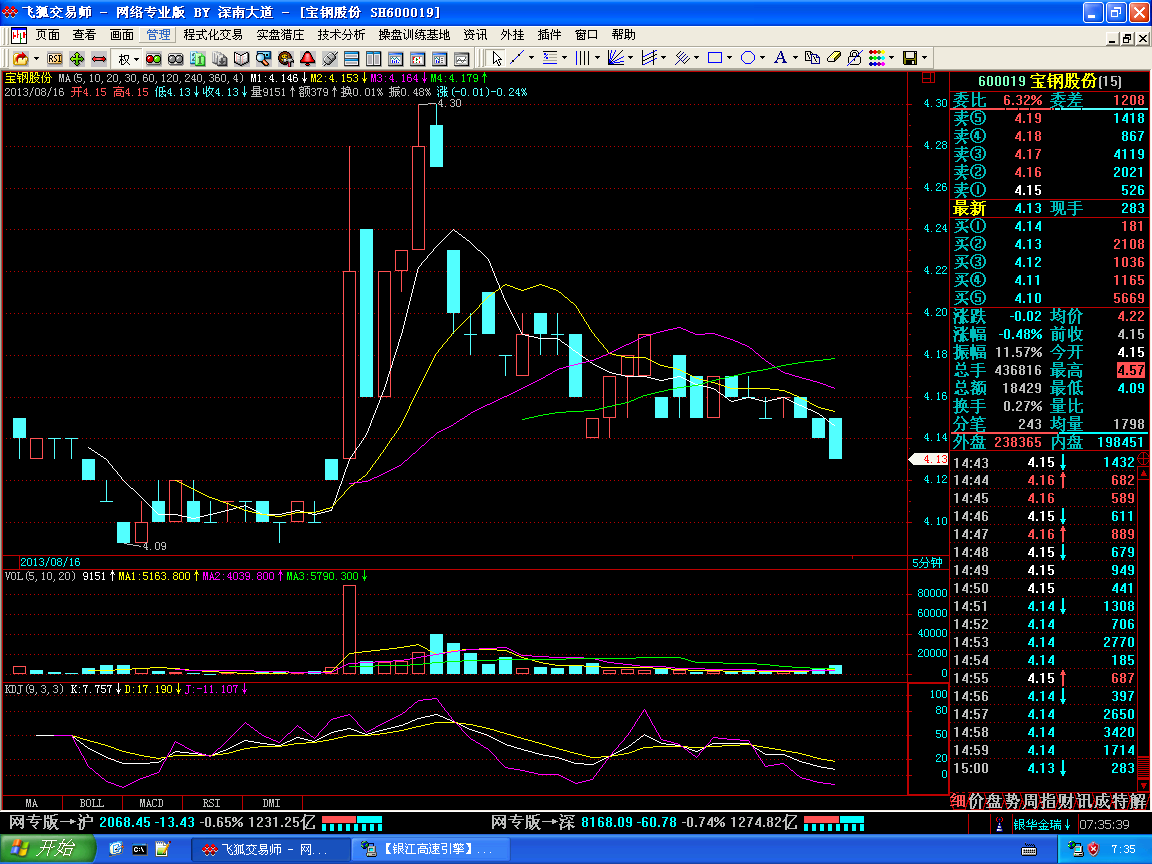 飞狐交易师 - 网络专业版 BY 深南大道 - [宝钢股份 SH600019]
页面 查看 画面 管理 程式化交易 实盘猎庄 技术分析 操盘训练基地 资讯 外挂 插件 窗口 帮助
RSI 权 A
宝钢股份 MA(5,10,20,30,60,120,240,360,4) M1:4.146↓M2:4.153↓M3:4.164↓M4:4.179↑
2013/08/16 开4.15 高4.15 低4.13↓收4.13↓量9151↑额379↑换0.01% 振0.48% 涨(-0.01)-0.24%
4.30
4.30
4.28
4.26
4.24
4.22
4.20
4.18
4.16
4.14
4.13
4.12
4.10
4.09
2013/08/16 5分钟
VOL(5,10,20) 9151↑MA1:5163.800↑MA2:4039.800↑MA3:5790.300↓
80000
60000
40000
20000
0
KDJ(9,3,3) K:7.757↓D:17.190↓J:-11.107↓
100
80
50
20
0
MA BOLL MACD RSI DMI
600019 宝钢股份(15)
委比 6.32% 委差 1208
卖⑤ 4.19 1418
卖④ 4.18 867
卖③ 4.17 4119
卖② 4.16 2021
卖① 4.15 526
最新 4.13 现手 283
买① 4.14 181
买② 4.13 2108
买③ 4.12 1036
买④ 4.11 1165
买⑤ 4.10 5669
涨跌 -0.02 均价 4.22
涨幅 -0.48% 前收 4.15
振幅 11.57% 今开 4.15
总手 436816 最高 4.57
总额 18429 最低 4.09
换手 0.27% 量比
分笔 243 均量 1798
外盘 238365 内盘 198451
14:43 4.15↓ 1432
14:44 4.16↑ 682
14:45 4.16 589
14:46 4.15↓ 611
14:47 4.16↑ 889
14:48 4.15↓ 679
14:49 4.15 949
14:50 4.15 441
14:51 4.14↓ 1308
14:52 4.14 706
14:53 4.14 2770
14:54 4.14 185
14:55 4.15↑ 687
14:56 4.14↓ 397
14:57 4.14 2650
14:58 4.14 3420
14:59 4.14 1714
15:00 4.13↓ 283
细价盘势周指财讯成特解
网专版→沪 2068.45 -13.43 -0.65% 1231.25亿 网专版→深 8168.09 -60.78 -0.74% 1274.82亿 银华金瑞↓ 07:35:39
开始 飞狐交易师 - 网... 【银江高速引擎】... 7:35